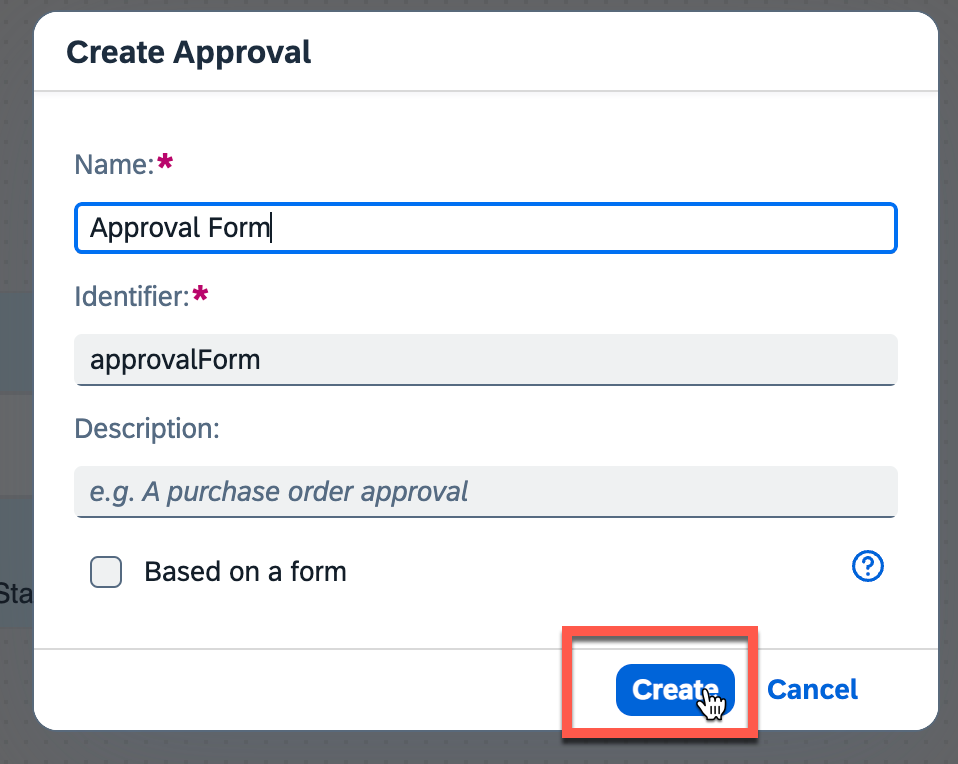 Create Approval
Name:*
Approval Form
Identifier:*
approvalForm
Description:
e.g. A purchase order approval
Based on a form
?
Sta
Create Cancel